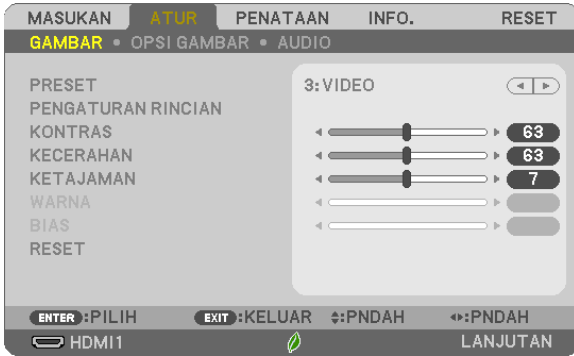 MASUKAN ATUR PENATAAN INFO. RESET
GAMBAR • OPSI GAMBAR • AUDIO
PRESET 3:VIDEO
PENGATURAN RINCIAN
KONTRAS 63
KECERAHAN 63
KETAJAMAN 7
WARNA
BIAS
RESET
ENTER :PILIH EXIT :KELUAR :PNDAH :PNDAH
HDMI1 LANJUTAN